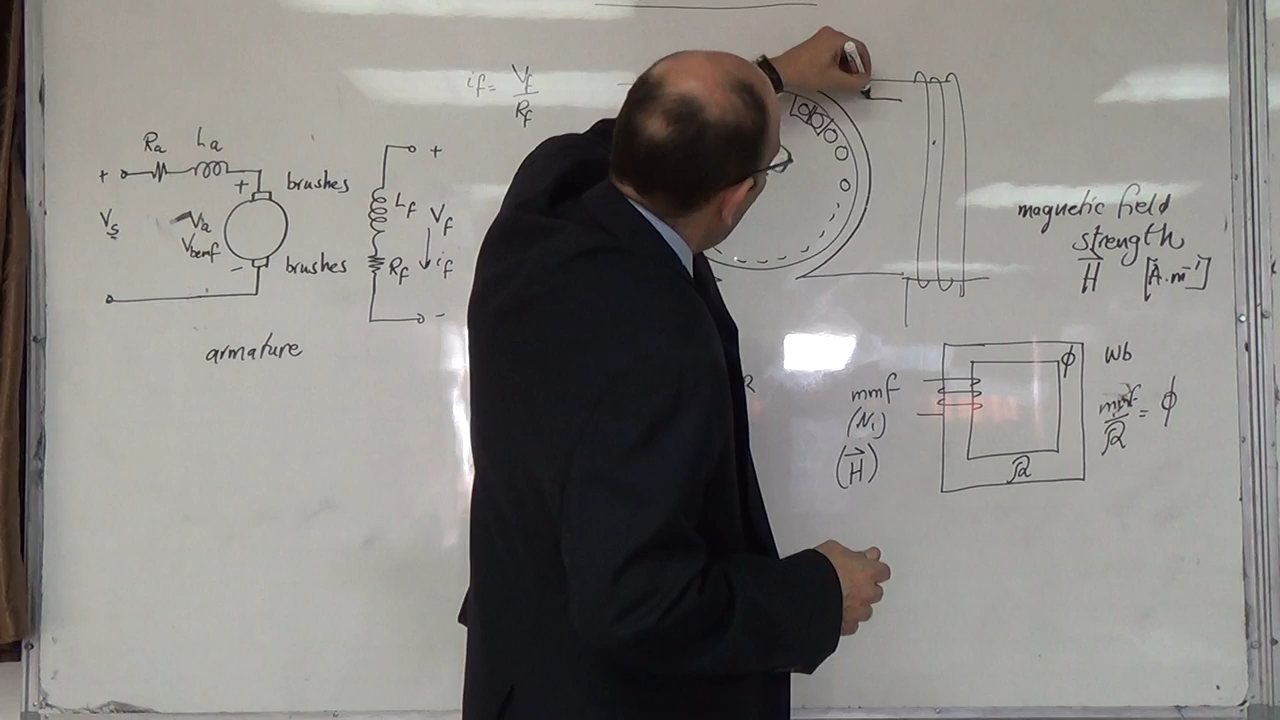 if = Vf / Rf
Ra La
+ + brushes
Vs Va
Vbemf
- brushes
armature
+
Lf Vf
Rf if
-
magnetic field
strength
H [A.m⁻¹]
mmf
(Ni)
(H⃗)
ϕ Wb
mmf / ℛ = ϕ
ℛ